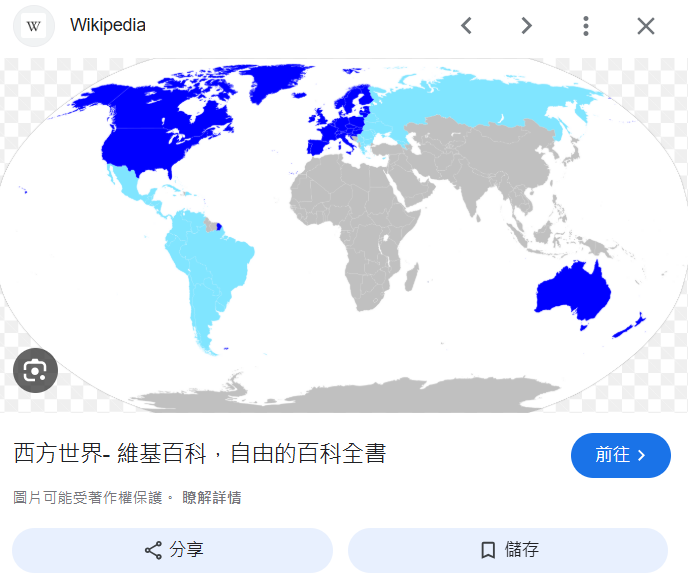 W
Wikipedia
西方世界- 維基百科，自由的百科全書
前往
圖片可能受著作權保護。 瞭解詳情
分享
儲存